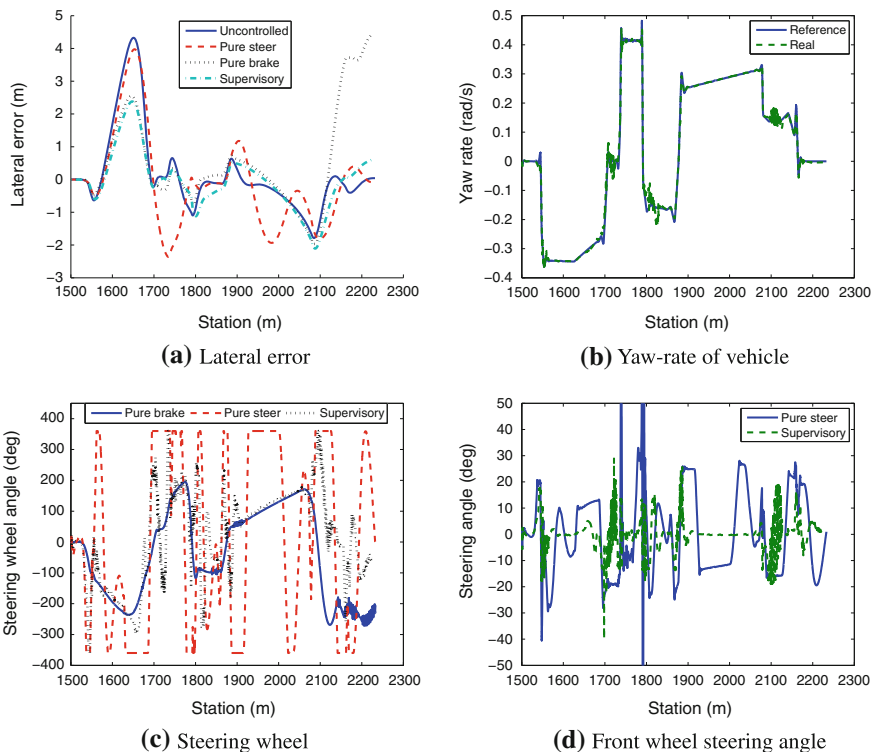 5
4
3
2
1
0
−1
−2
−3
1500 1600 1700 1800 1900 2000 2100 2200 2300
Lateral error (m)
Station (m)
Uncontrolled
Pure steer
Pure brake
Supervisory
(a) Lateral error
0.5
0.4
0.3
0.2
0.1
0
−0.1
−0.2
−0.3
−0.4
1500 1600 1700 1800 1900 2000 2100 2200 2300
Yaw rate (rad/s)
Station (m)
Reference
Real
(b) Yaw-rate of vehicle
400
300
200
100
0
−100
−200
−300
−400
1500 1600 1700 1800 1900 2000 2100 2200 2300
Steering wheel angle (deg)
Station (m)
Pure brake Pure steer Supervisory
(c) Steering wheel
50
40
30
20
10
0
−10
−20
−30
−40
−50
1500 1600 1700 1800 1900 2000 2100 2200 2300
Steering angle (deg)
Station (m)
Pure steer
Supervisory
(d) Front wheel steering angle